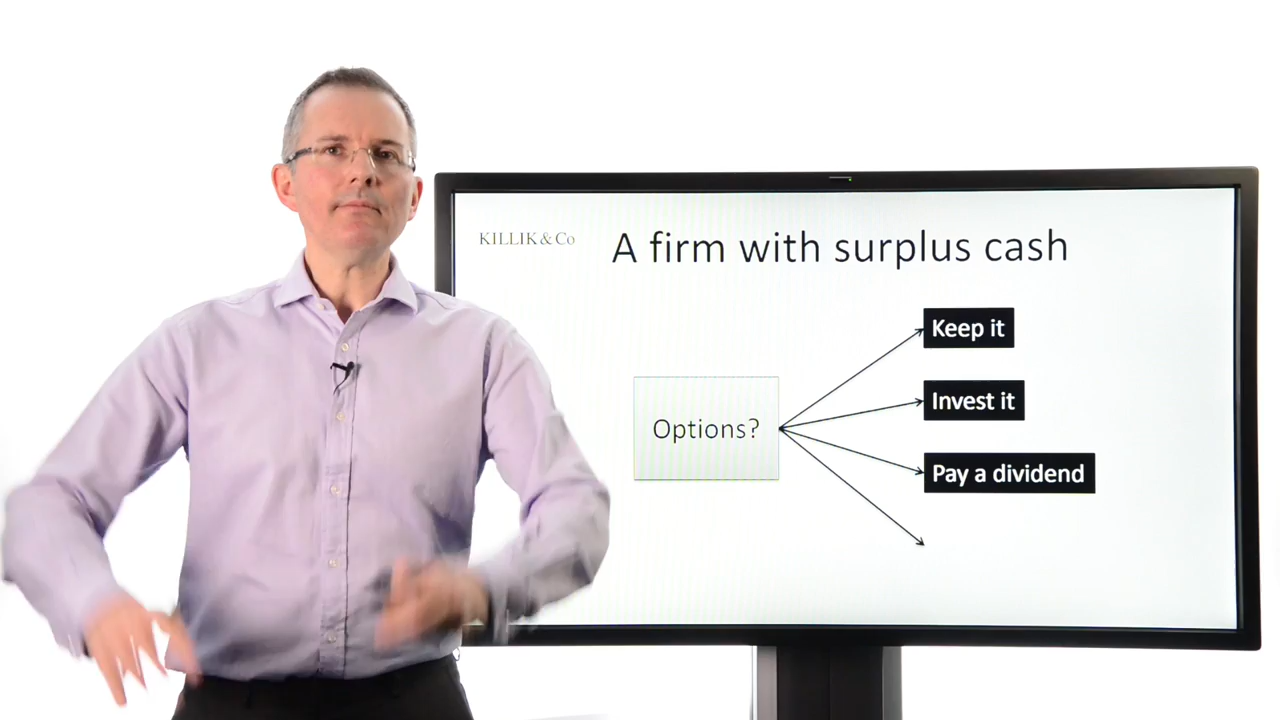 KILLIK & Co
A firm with surplus cash
Options?
Keep it
Invest it
Pay a dividend